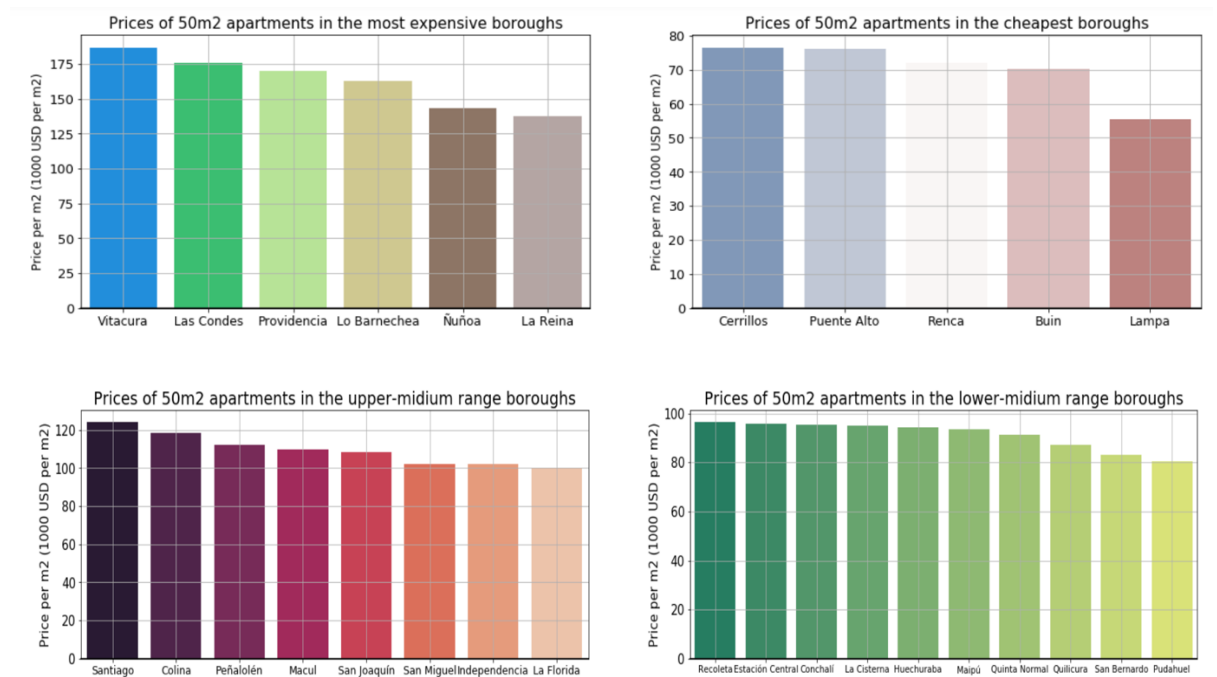 Prices of 50m2 apartments in the most expensive boroughs
Price per m2 (1000 USD per m2)
175
150
125
100
75
50
25
0
Vitacura Las Condes Providencia Lo Barnechea Ñuñoa La Reina
Prices of 50m2 apartments in the cheapest boroughs
Price per m2 (1000 USD per m2)
80
70
60
50
40
30
20
10
0
Cerrillos Puente Alto Renca Buin Lampa
Prices of 50m2 apartments in the upper-midium range boroughs
Price per m2 (1000 USD per m2)
120
100
80
60
40
20
0
Santiago Colina Peñalolén Macul San Joaquín San Miguel Independencia La Florida
Prices of 50m2 apartments in the lower-midium range boroughs
Price per m2 (1000 USD per m2)
100
80
60
40
20
0
Recoleta Estación Central Conchalí La Cisterna Huechuraba Maipú Quinta Normal Quilicura San Bernardo Pudahuel